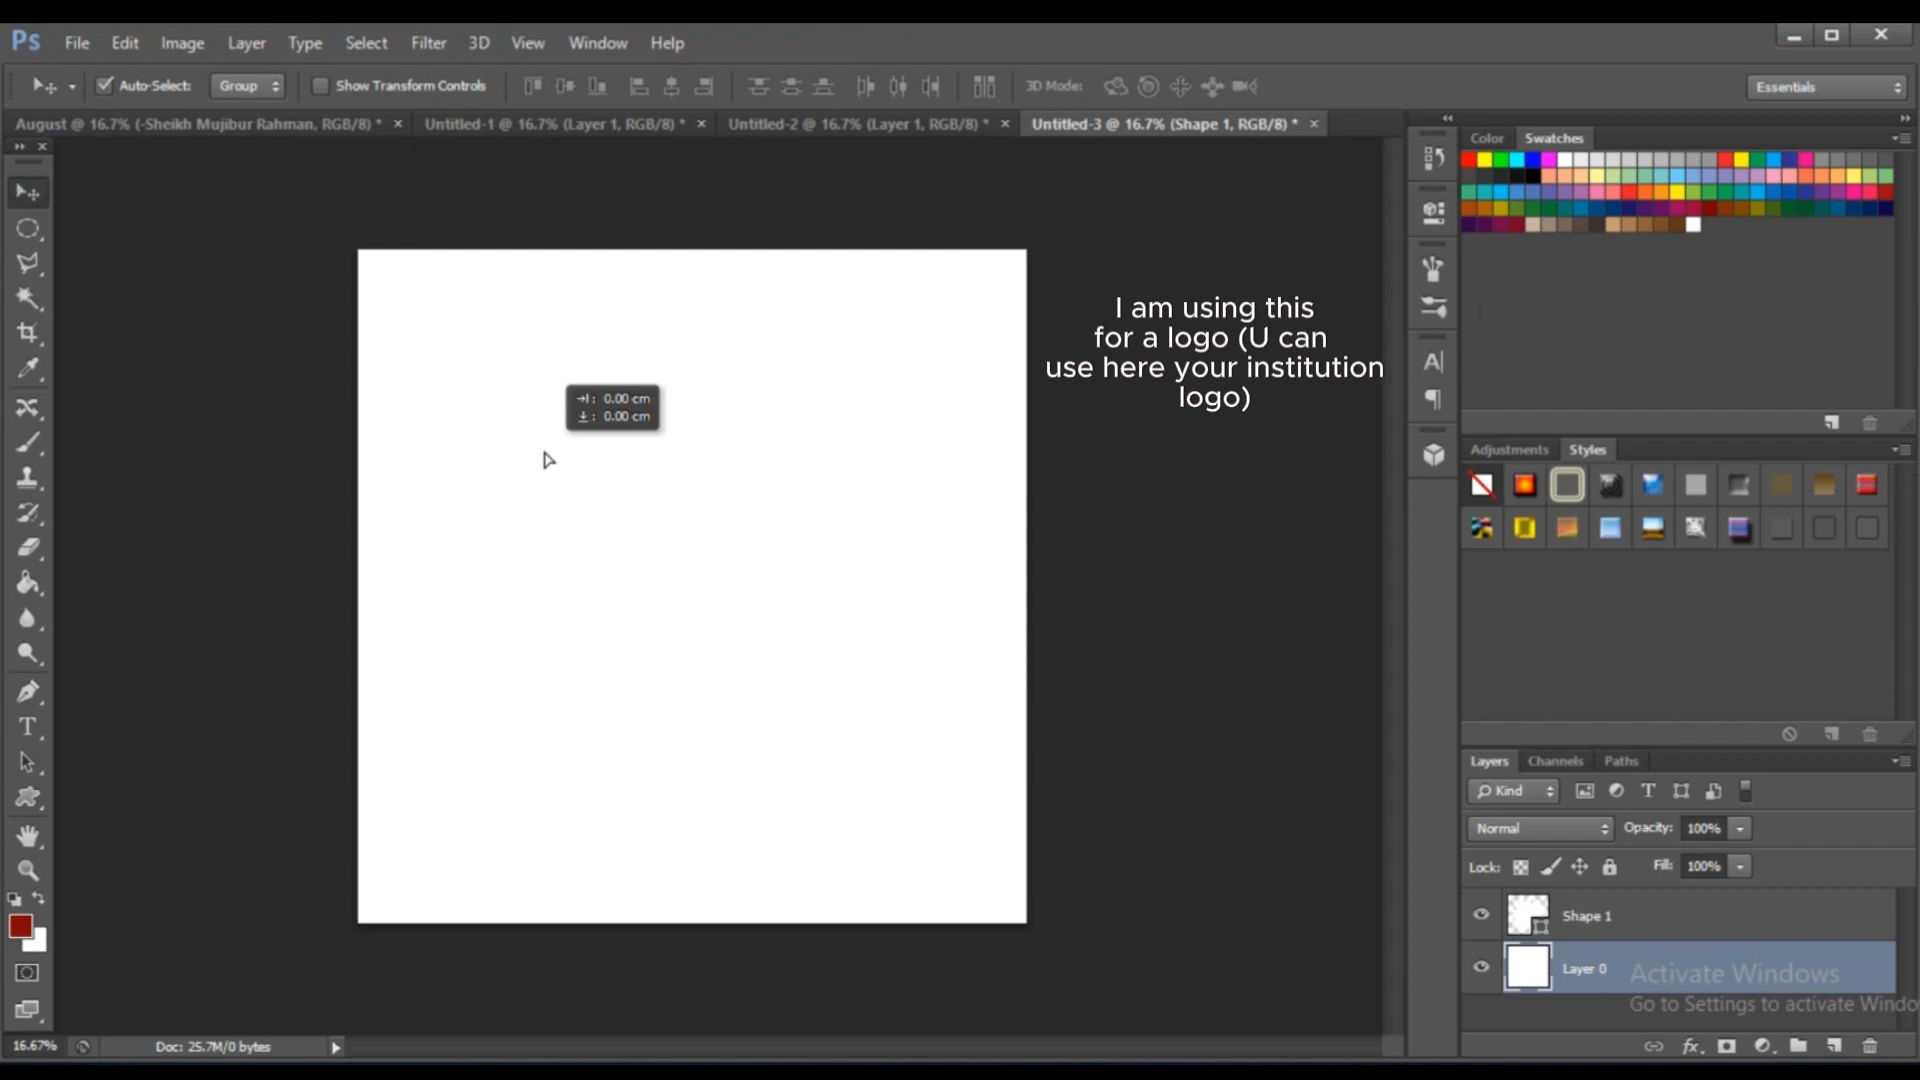 Ps File Edit Image Layer Type Select Filter 3D View Window Help
Auto-Select: Group Show Transform Controls 3D Mode: Essentials
August @ 16.7% (-Sheikh Mujibur Rahman, RGB/8) * Untitled-1 @ 16.7% (Layer 1, RGB/8) * Untitled-2 @ 16.7% (Layer 1, RGB/8) * Untitled-3 @ 16.7% (Shape 1, RGB/8) *
Color Swatches
I am using this
for a logo (U can
use here your institution
logo)
0.00 cm
0.00 cm
Adjustments Styles
Layers Channels Paths
Kind
Normal Opacity: 100%
Lock: Fill: 100%
Shape 1
Layer 0
Activate Windows
Go to Settings to activate Windo
16.67% Doc: 25.7M/0 bytes